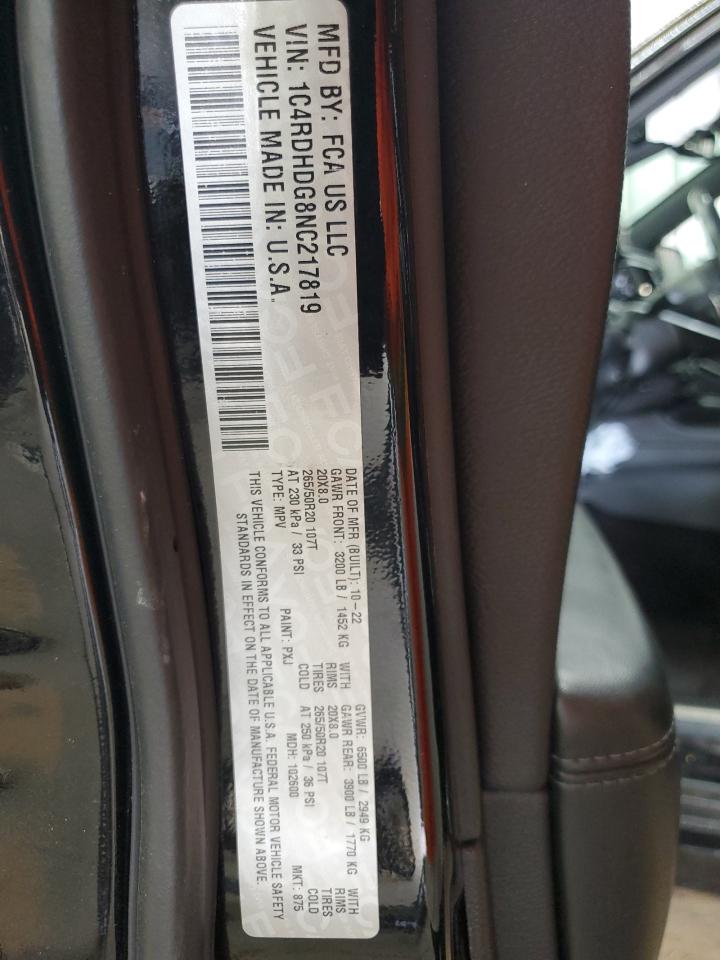 MFD BY: FCA US LLC
VIN: 1C4RDHDG8NC217819
VEHICLE MADE IN: U.S.A.
DATE OF MFR (BUILT): 10-22 GVWR: 6500 LB / 2949 KG
GAWR FRONT: 3200 LB / 1452 KG WITH GAWR REAR: 3900 LB / 1770 KG WITH
20X8.0 RIMS 20X8.0 RIMS
265/50R20 107T TIRES 265/50R20 107T TIRES
AT 230 kPa / 33 PSI COLD AT 250 kPa / 36 PSI COLD
TYPE: MPV PAINT: PXJ MDH: 102600 MKT: 875
THIS VEHICLE CONFORMS TO ALL APPLICABLE U.S.A. FEDERAL MOTOR VEHICLE SAFETY
STANDARDS IN EFFECT ON THE DATE OF MANUFACTURE SHOWN ABOVE.